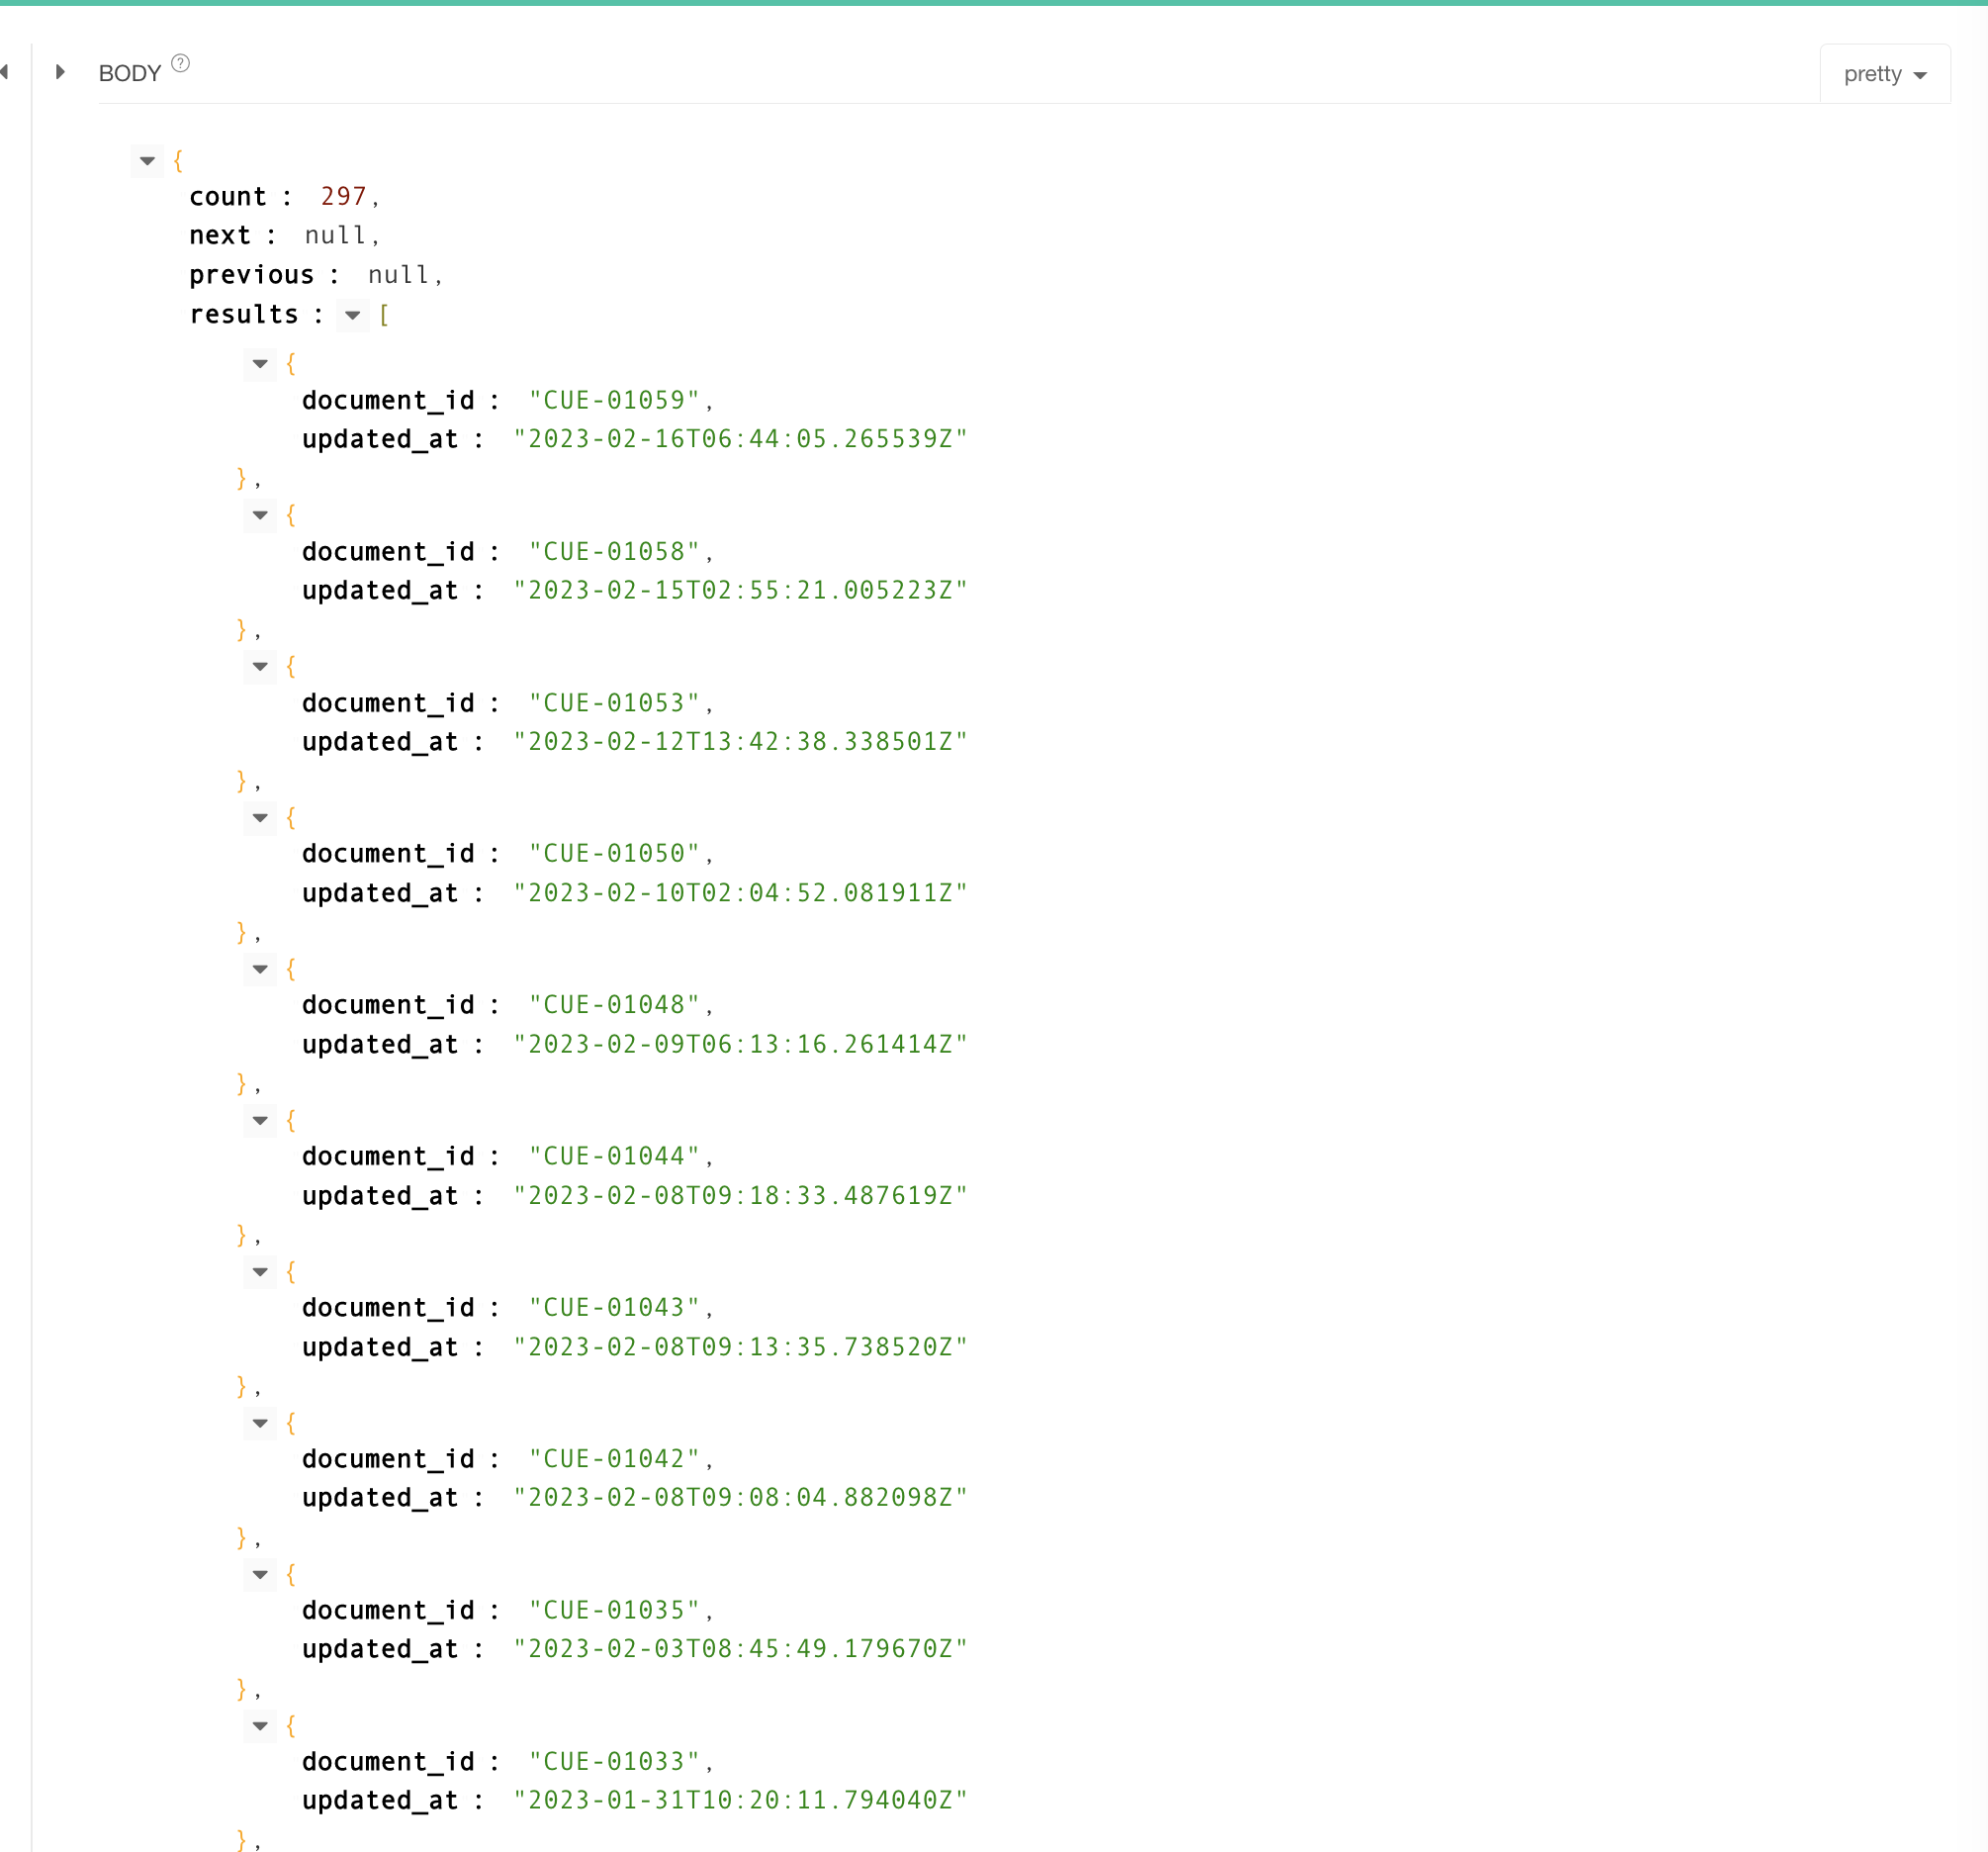 BODY ?
pretty
{
count : 297,
next : null,
previous : null,
results : [
{
document_id : "CUE-01059",
updated_at : "2023-02-16T06:44:05.265539Z"
},
{
document_id : "CUE-01058",
updated_at : "2023-02-15T02:55:21.005223Z"
},
{
document_id : "CUE-01053",
updated_at : "2023-02-12T13:42:38.338501Z"
},
{
document_id : "CUE-01050",
updated_at : "2023-02-10T02:04:52.081911Z"
},
{
document_id : "CUE-01048",
updated_at : "2023-02-09T06:13:16.261414Z"
},
{
document_id : "CUE-01044",
updated_at : "2023-02-08T09:18:33.487619Z"
},
{
document_id : "CUE-01043",
updated_at : "2023-02-08T09:13:35.738520Z"
},
{
document_id : "CUE-01042",
updated_at : "2023-02-08T09:08:04.882098Z"
},
{
document_id : "CUE-01035",
updated_at : "2023-02-03T08:45:49.179670Z"
},
{
document_id : "CUE-01033",
updated_at : "2023-01-31T10:20:11.794040Z"
},